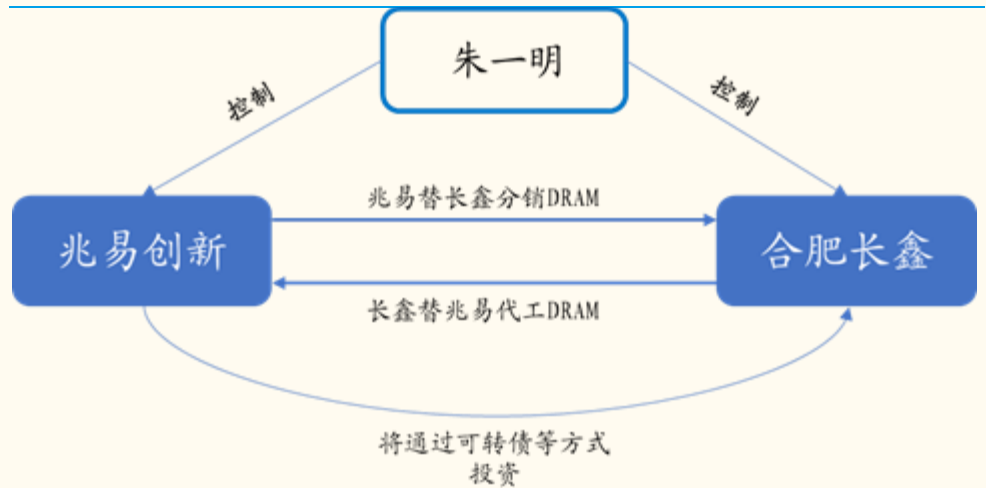 朱一明
控制
控制
兆易替长鑫分销DRAM
兆易创新
合肥长鑫
长鑫替兆易代工DRAM
将通过可转债等方式
投资